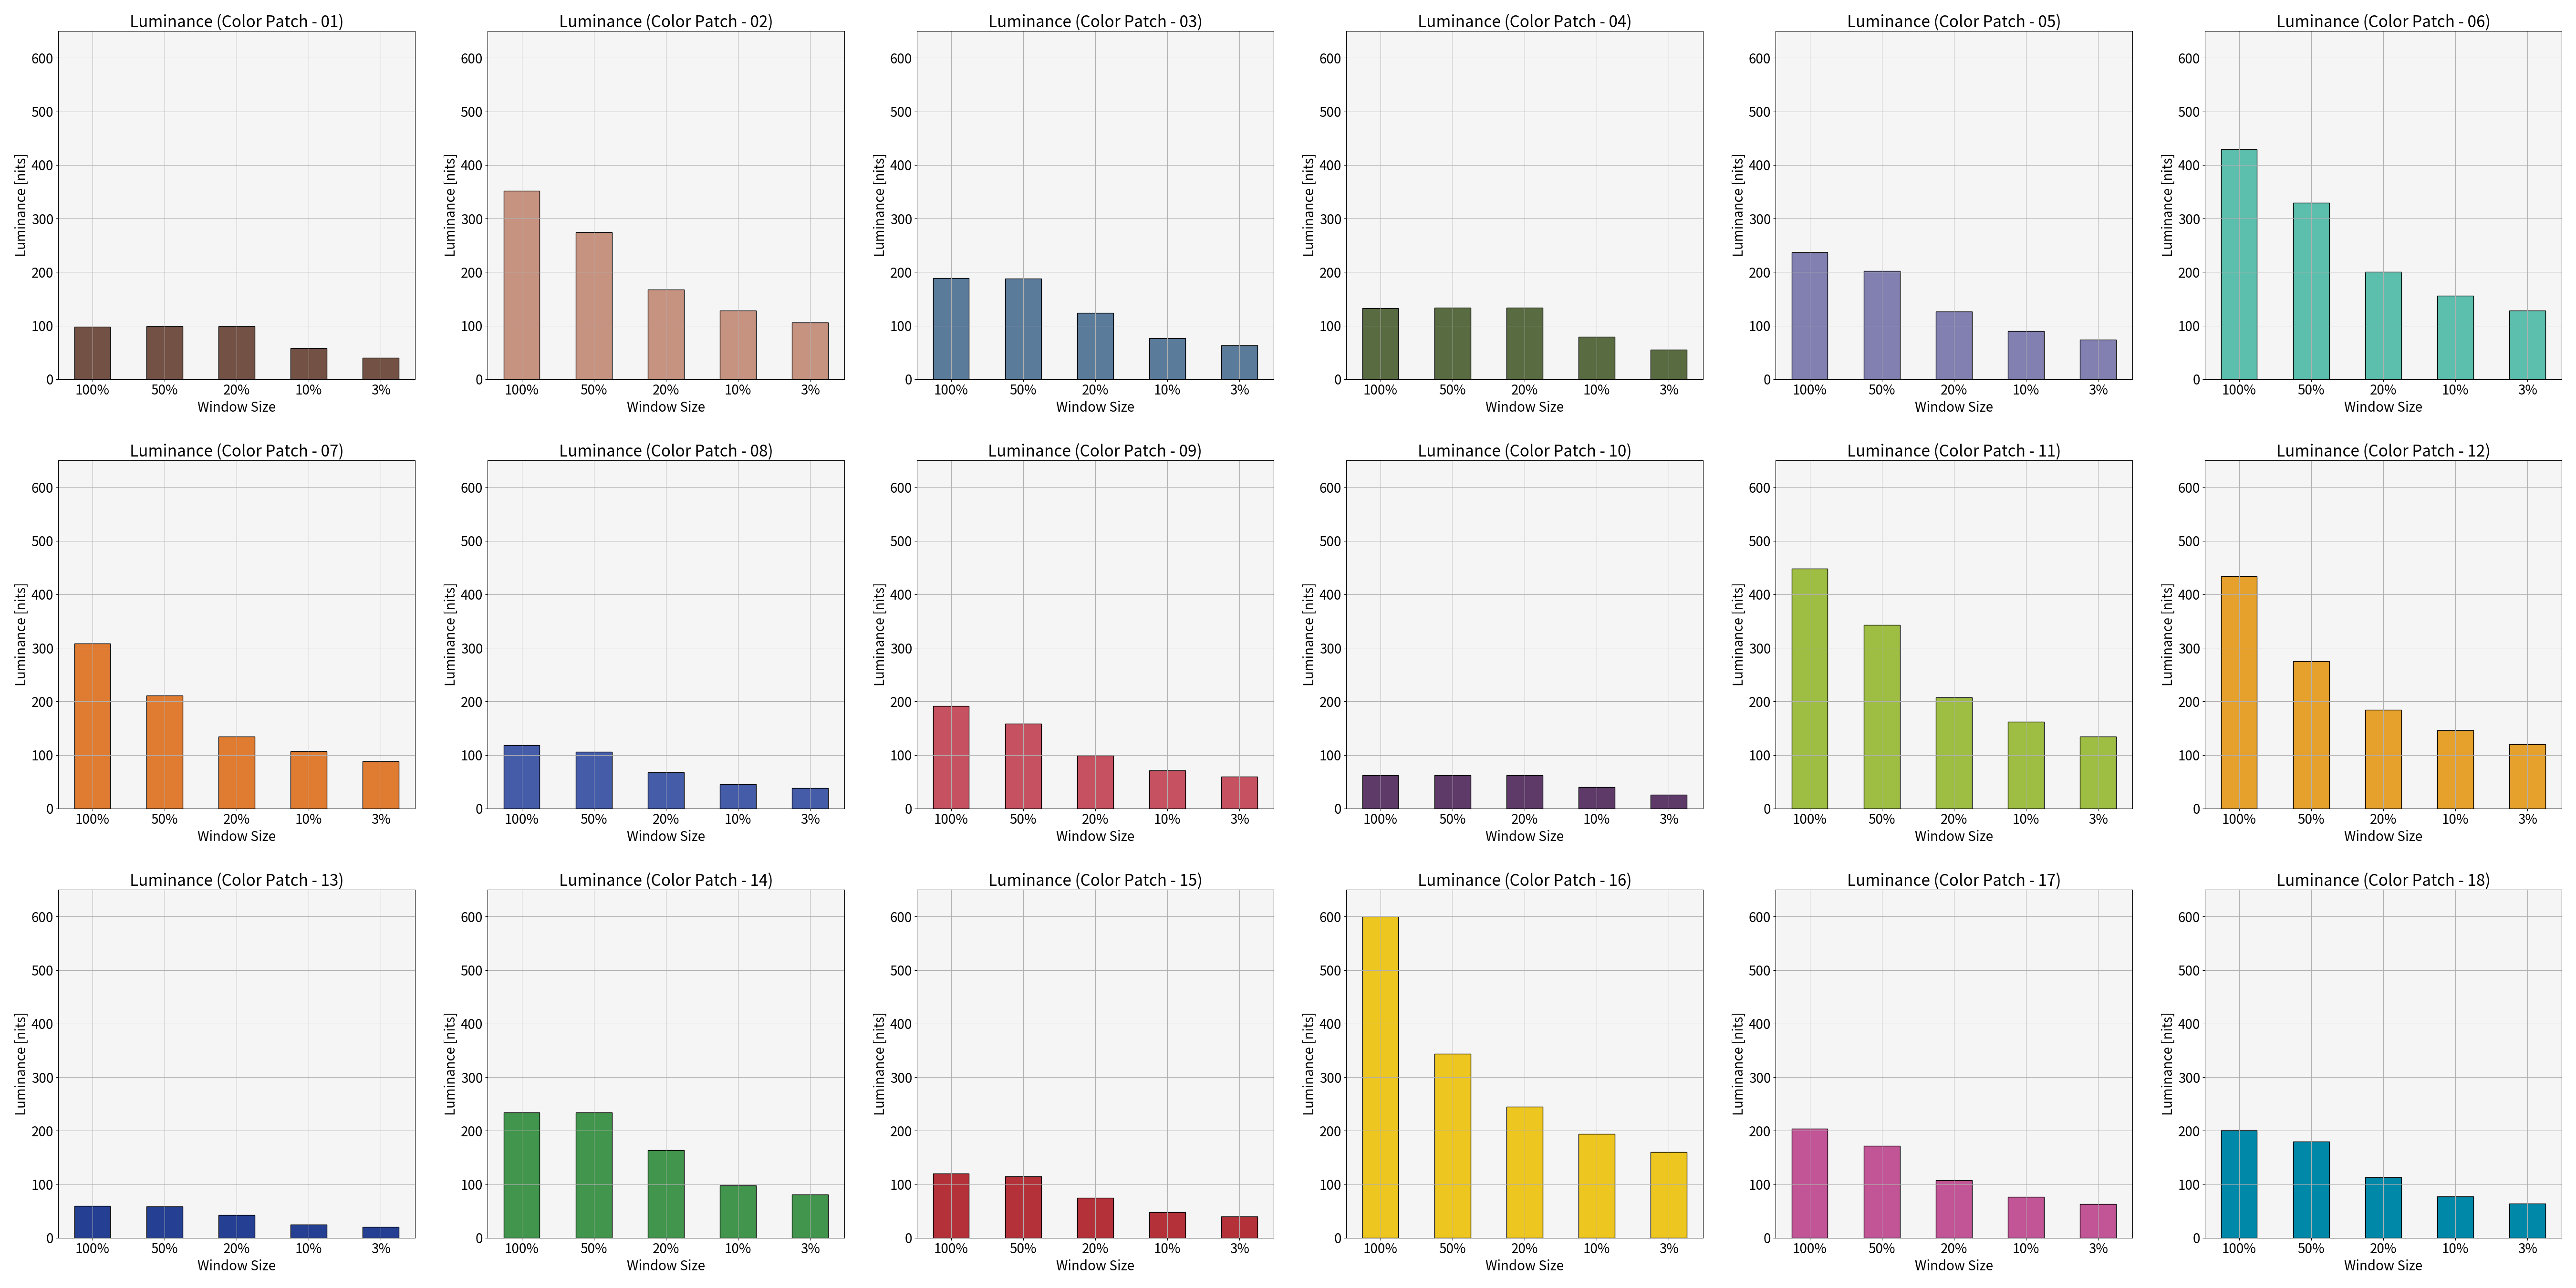 Luminance (Color Patch - 01)
600
500
400
300
200
100
0
Luminance [nits]
100% 50% 20% 10% 3%
Window Size
Luminance (Color Patch - 02)
600
500
400
300
200
100
0
Luminance [nits]
100% 50% 20% 10% 3%
Window Size
Luminance (Color Patch - 03)
600
500
400
300
200
100
0
Luminance [nits]
100% 50% 20% 10% 3%
Window Size
Luminance (Color Patch - 04)
600
500
400
300
200
100
0
Luminance [nits]
100% 50% 20% 10% 3%
Window Size
Luminance (Color Patch - 05)
600
500
400
300
200
100
0
Luminance [nits]
100% 50% 20% 10% 3%
Window Size
Luminance (Color Patch - 06)
600
500
400
300
200
100
0
Luminance [nits]
100% 50% 20% 10% 3%
Window Size
Luminance (Color Patch - 07)
600
500
400
300
200
100
0
Luminance [nits]
100% 50% 20% 10% 3%
Window Size
Luminance (Color Patch - 08)
600
500
400
300
200
100
0
Luminance [nits]
100% 50% 20% 10% 3%
Window Size
Luminance (Color Patch - 09)
600
500
400
300
200
100
0
Luminance [nits]
100% 50% 20% 10% 3%
Window Size
Luminance (Color Patch - 10)
600
500
400
300
200
100
0
Luminance [nits]
100% 50% 20% 10% 3%
Window Size
Luminance (Color Patch - 11)
600
500
400
300
200
100
0
Luminance [nits]
100% 50% 20% 10% 3%
Window Size
Luminance (Color Patch - 12)
600
500
400
300
200
100
0
Luminance [nits]
100% 50% 20% 10% 3%
Window Size
Luminance (Color Patch - 13)
600
500
400
300
200
100
0
Luminance [nits]
100% 50% 20% 10% 3%
Window Size
Luminance (Color Patch - 14)
600
500
400
300
200
100
0
Luminance [nits]
100% 50% 20% 10% 3%
Window Size
Luminance (Color Patch - 15)
600
500
400
300
200
100
0
Luminance [nits]
100% 50% 20% 10% 3%
Window Size
Luminance (Color Patch - 16)
600
500
400
300
200
100
0
Luminance [nits]
100% 50% 20% 10% 3%
Window Size
Luminance (Color Patch - 17)
600
500
400
300
200
100
0
Luminance [nits]
100% 50% 20% 10% 3%
Window Size
Luminance (Color Patch - 18)
600
500
400
300
200
100
0
Luminance [nits]
100% 50% 20% 10% 3%
Window Size